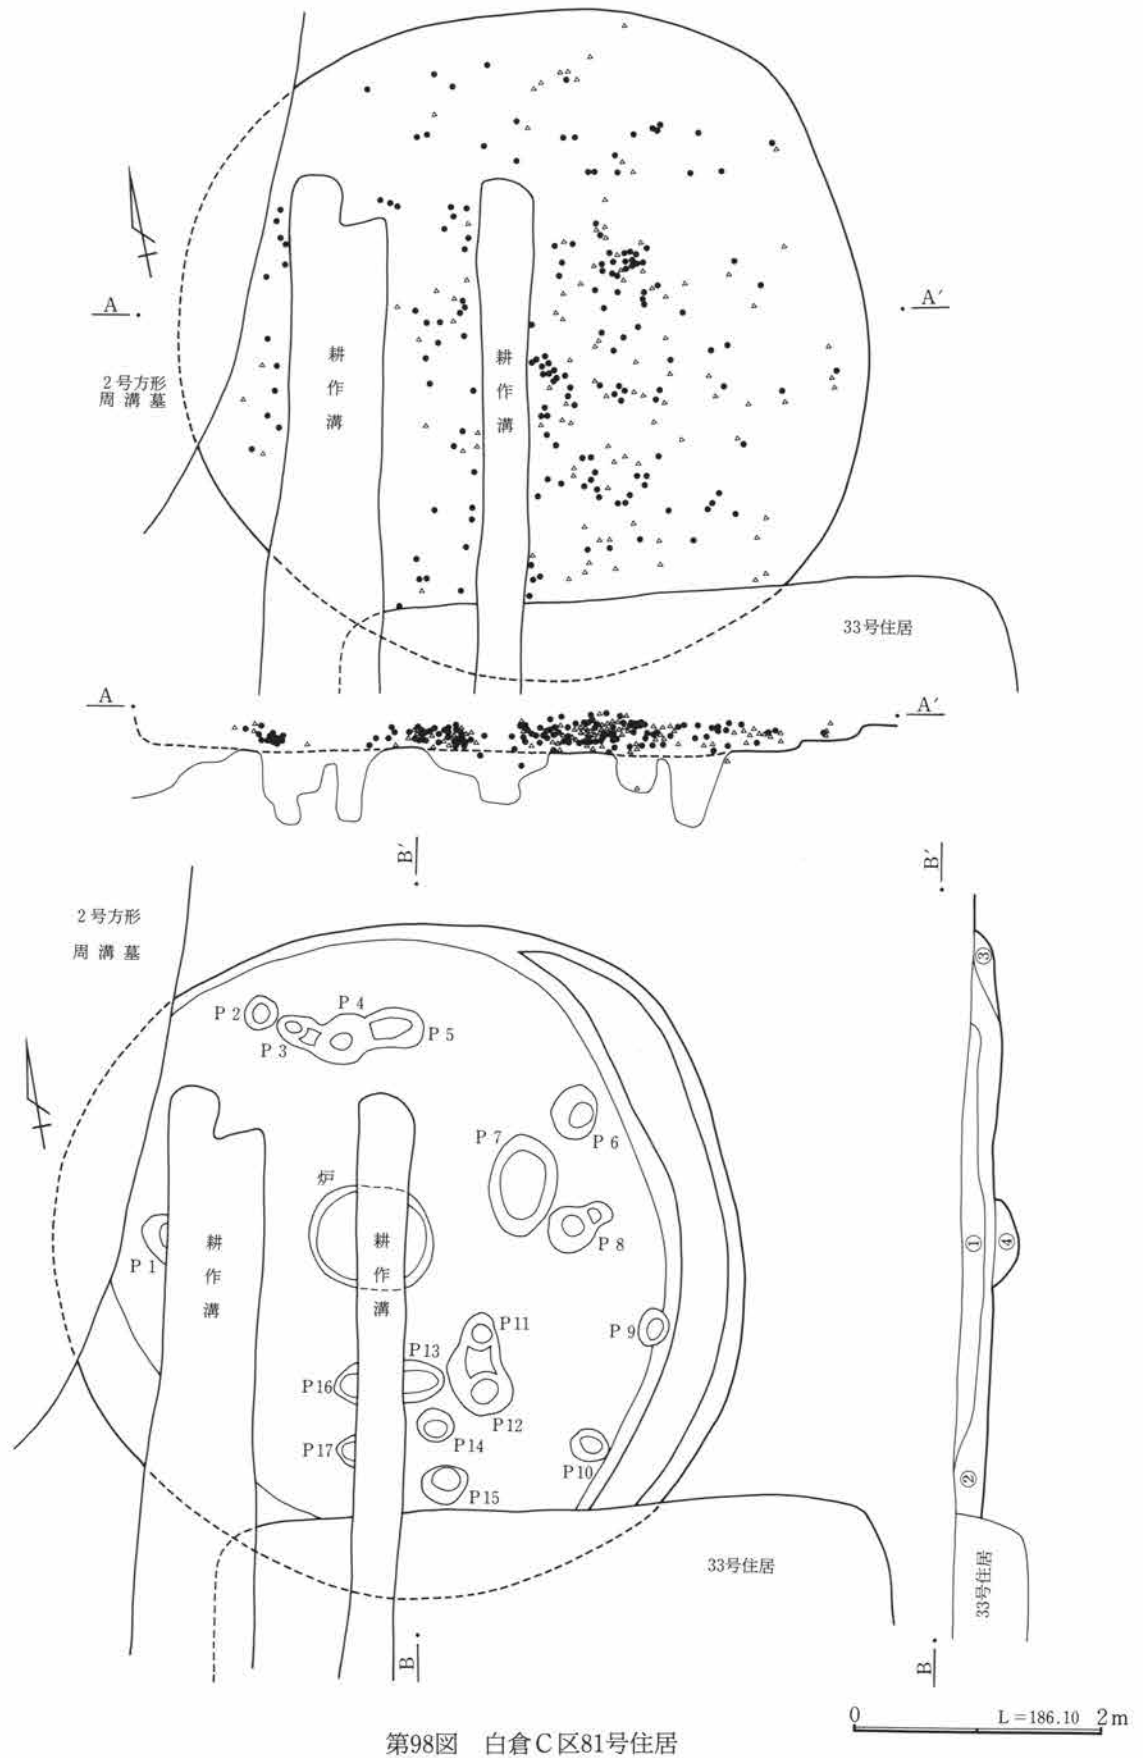 A
A′
2号方形
周溝墓
耕作溝
耕作溝
33号住居
A
A′
B′
B′
2号方形
周溝墓
P2
P4
P3
P5
P6
P7
P8
炉
P1
耕作溝
耕作溝
P9
P11
P13
P16
P12
P14
P17
P10
P15
33号住居
③
①
④
②
33号住居
B
B
0
L=186.10
2m
第98図 白倉C区81号住居